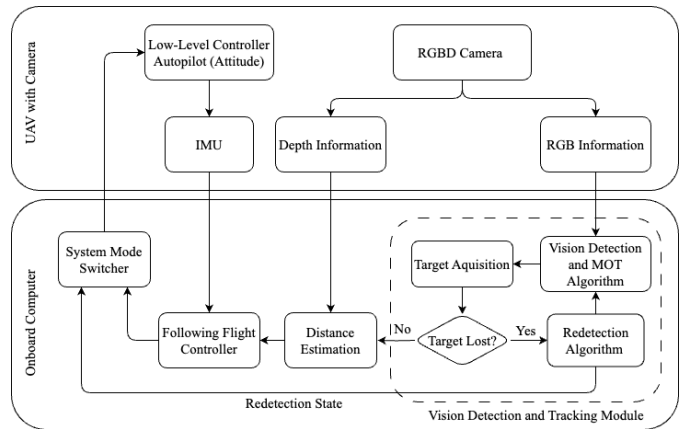 UAV with Camera
Low-Level Controller
Autopilot (Attitude)
RGBD Camera
IMU
Depth Information
RGB Information
Onboard Computer
System Mode
Switcher
Target Aquisition
Vision Detection
and MOT
Algorithm
Following Flight
Controller
Distance
Estimation
No
Target Lost?
Yes
Redetection
Algorithm
Redetection State
Vision Detection and Tracking Module